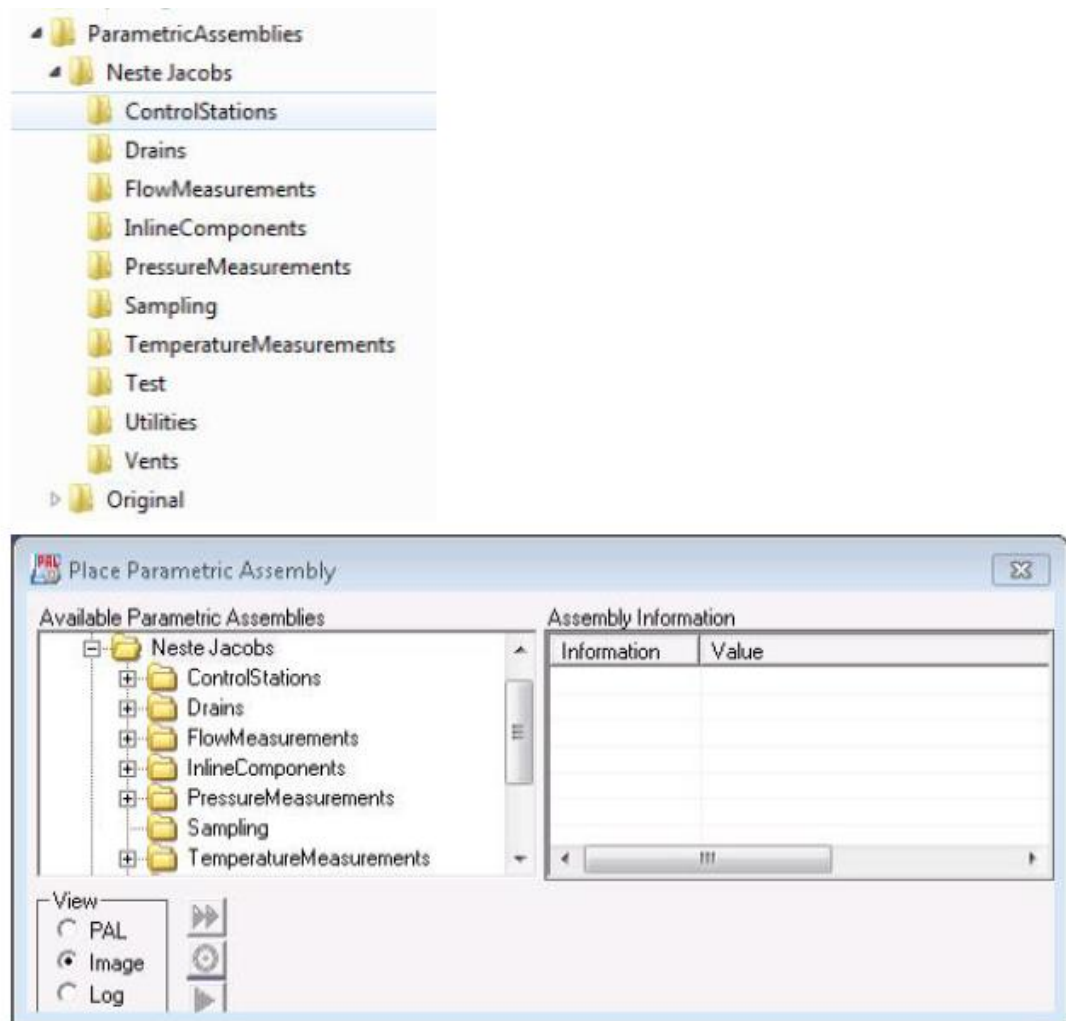 ParametricAssemblies
Neste Jacobs
ControlStations
Drains
FlowMeasurements
InlineComponents
PressureMeasurements
Sampling
TemperatureMeasurements
Test
Utilities
Vents
Original
PAL Place Parametric Assembly
Available Parametric Assemblies Assembly Information
Neste Jacobs Information Value
ControlStations
Drains
FlowMeasurements
InlineComponents
PressureMeasurements
Sampling
TemperatureMeasurements
View
PAL
Image
Log